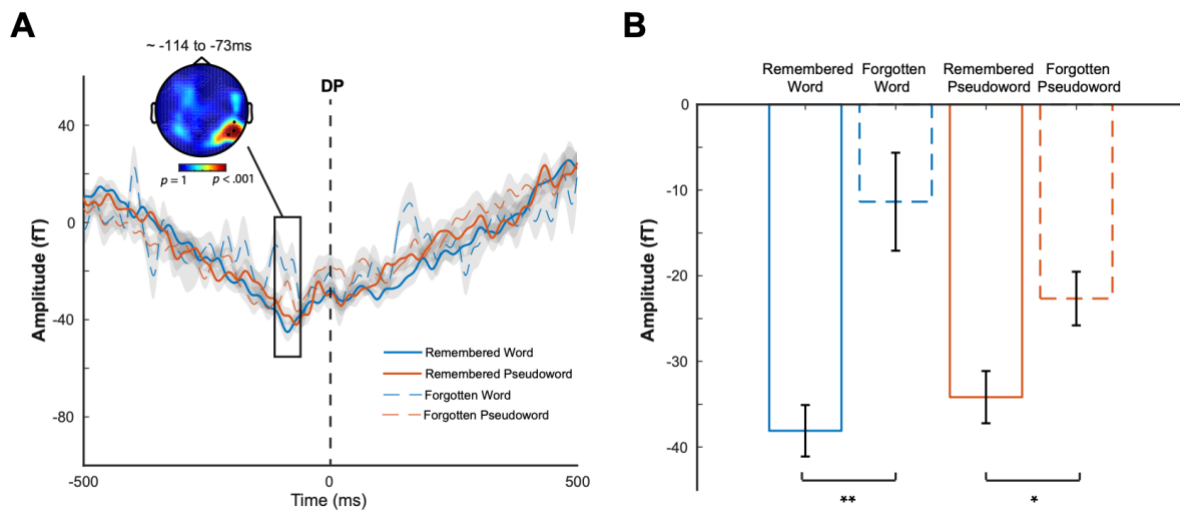 A
~ -114 to -73ms
DP
p = 1
p < .001
40
0
-40
-80
Amplitude (fT)
-500
0
500
Time (ms)
Remembered Word
Remembered Pseudoword
Forgotten Word
Forgotten Pseudoword
B
Remembered
Word
Forgotten
Word
Remembered
Pseudoword
Forgotten
Pseudoword
0
-10
-20
-30
-40
Amplitude (fT)
**
*